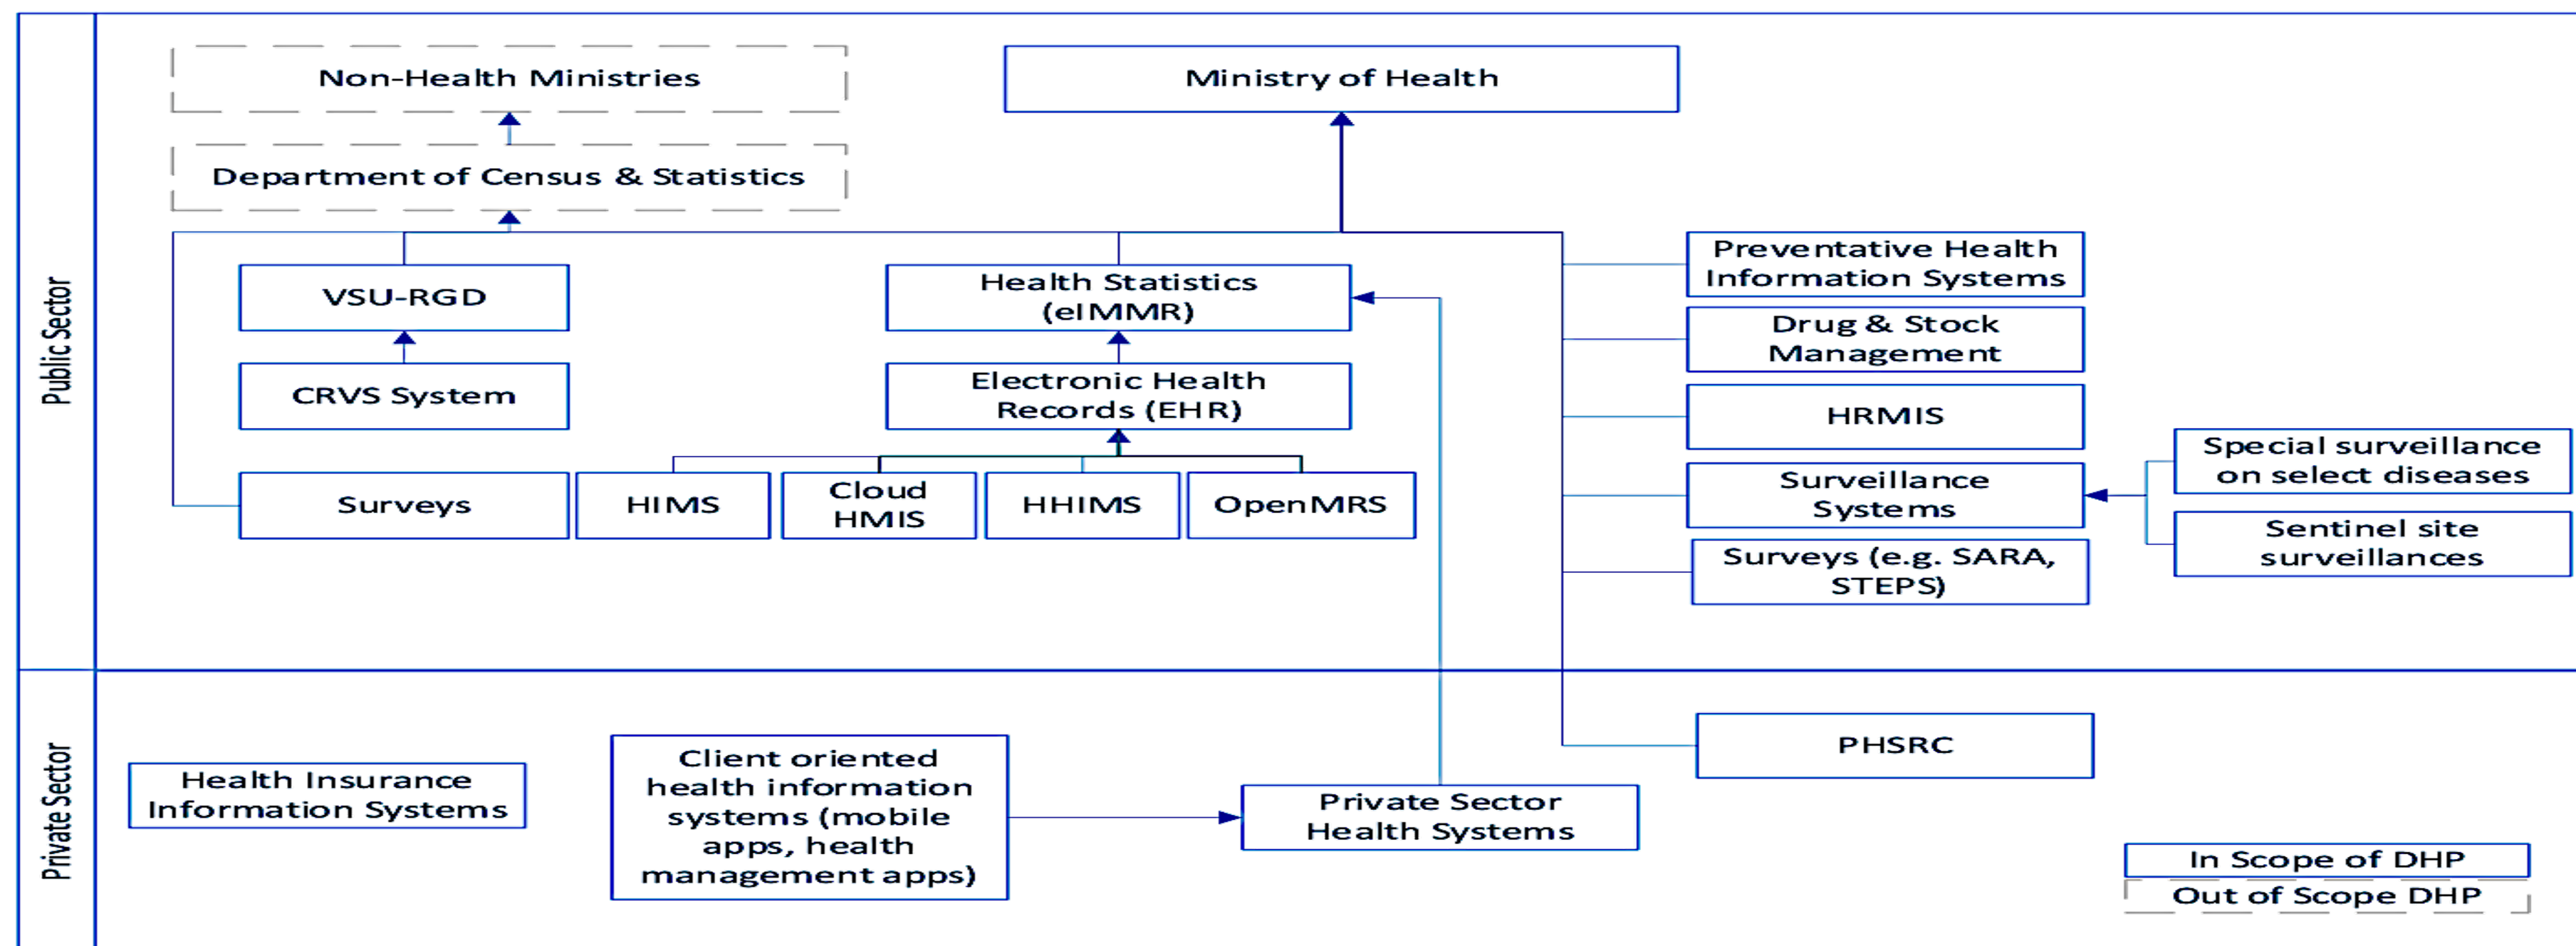 Public Sector
Non-Health Ministries
Ministry of Health
Department of Census & Statistics
VSU-RGD
CRVS System
Surveys
Health Statistics
(eIMMR)
Electronic Health
Records (EHR)
HIMS
Cloud
HMIS
HHIMS
OpenMRS
Preventative Health
Information Systems
Drug & Stock
Management
HRMIS
Surveillance
Systems
Surveys (e.g. SARA,
STEPS)
Special surveillance
on select diseases
Sentinel site
surveillances
Private Sector
Health Insurance
Information Systems
Client oriented
health information
systems (mobile
apps, health
management apps)
Private Sector
Health Systems
PHSRC
In Scope of DHP
Out of Scope DHP